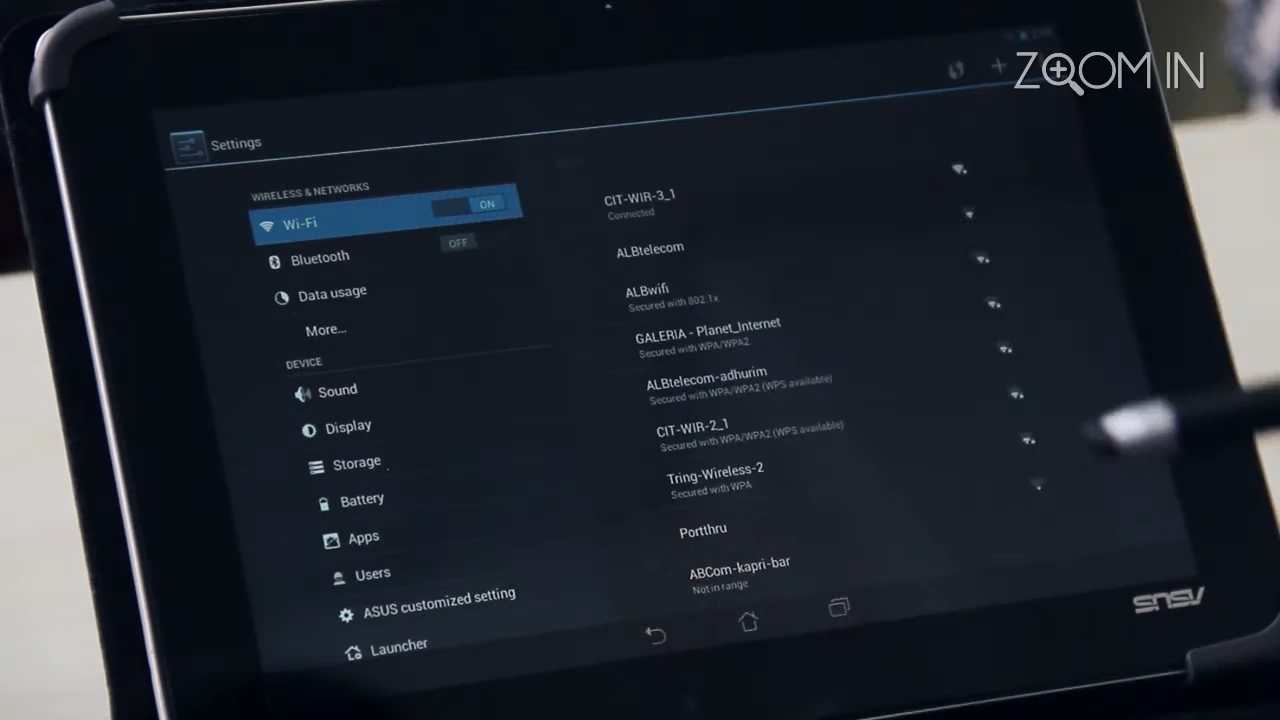 ZOOM IN
Settings
WIRELESS & NETWORKS
Wi-Fi
ON
Bluetooth
OFF
Data usage
More...
DEVICE
Sound
Display
Storage
Battery
Apps
Users
ASUS customized setting
Launcher
CIT-WIR-3_1
Connected
ALBtelecom
ALBwifi
Secured with 802.1x
GALERIA - Planet_Internet
Secured with WPA/WPA2
ALBtelecom-adhurim
Secured with WPA/WPA2 (WPS available)
CIT-WIR-2_1
Secured with WPA/WPA2 (WPS available)
Tring-Wireless-2
Secured with WPA
Portthru
ABCom-kapri-bar
Not in range
ASUS